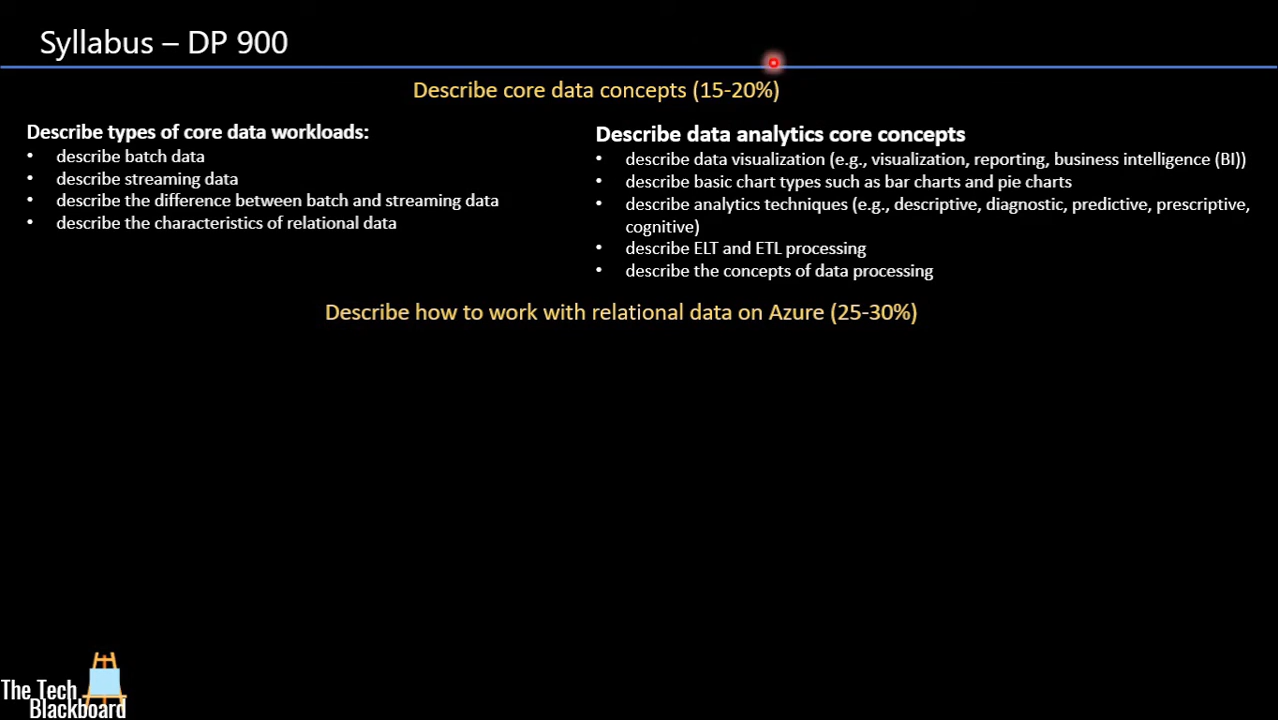 Syllabus – DP 900
Describe core data concepts (15-20%)
Describe types of core data workloads:
• describe batch data
• describe streaming data
• describe the difference between batch and streaming data
• describe the characteristics of relational data
Describe data analytics core concepts
• describe data visualization (e.g., visualization, reporting, business intelligence (BI))
• describe basic chart types such as bar charts and pie charts
• describe analytics techniques (e.g., descriptive, diagnostic, predictive, prescriptive,
cognitive)
• describe ELT and ETL processing
• describe the concepts of data processing
Describe how to work with relational data on Azure (25-30%)
The Tech
Blackboard